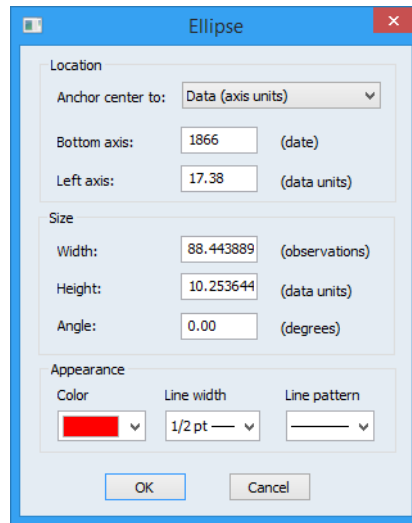 Ellipse
Location
Anchor center to: Data (axis units)
Bottom axis: 1866 (date)
Left axis: 17.38 (data units)
Size
Width: 88.443889 (observations)
Height: 10.253644 (data units)
Angle: 0.00 (degrees)
Appearance
Color Line width Line pattern
1/2 pt
OK Cancel